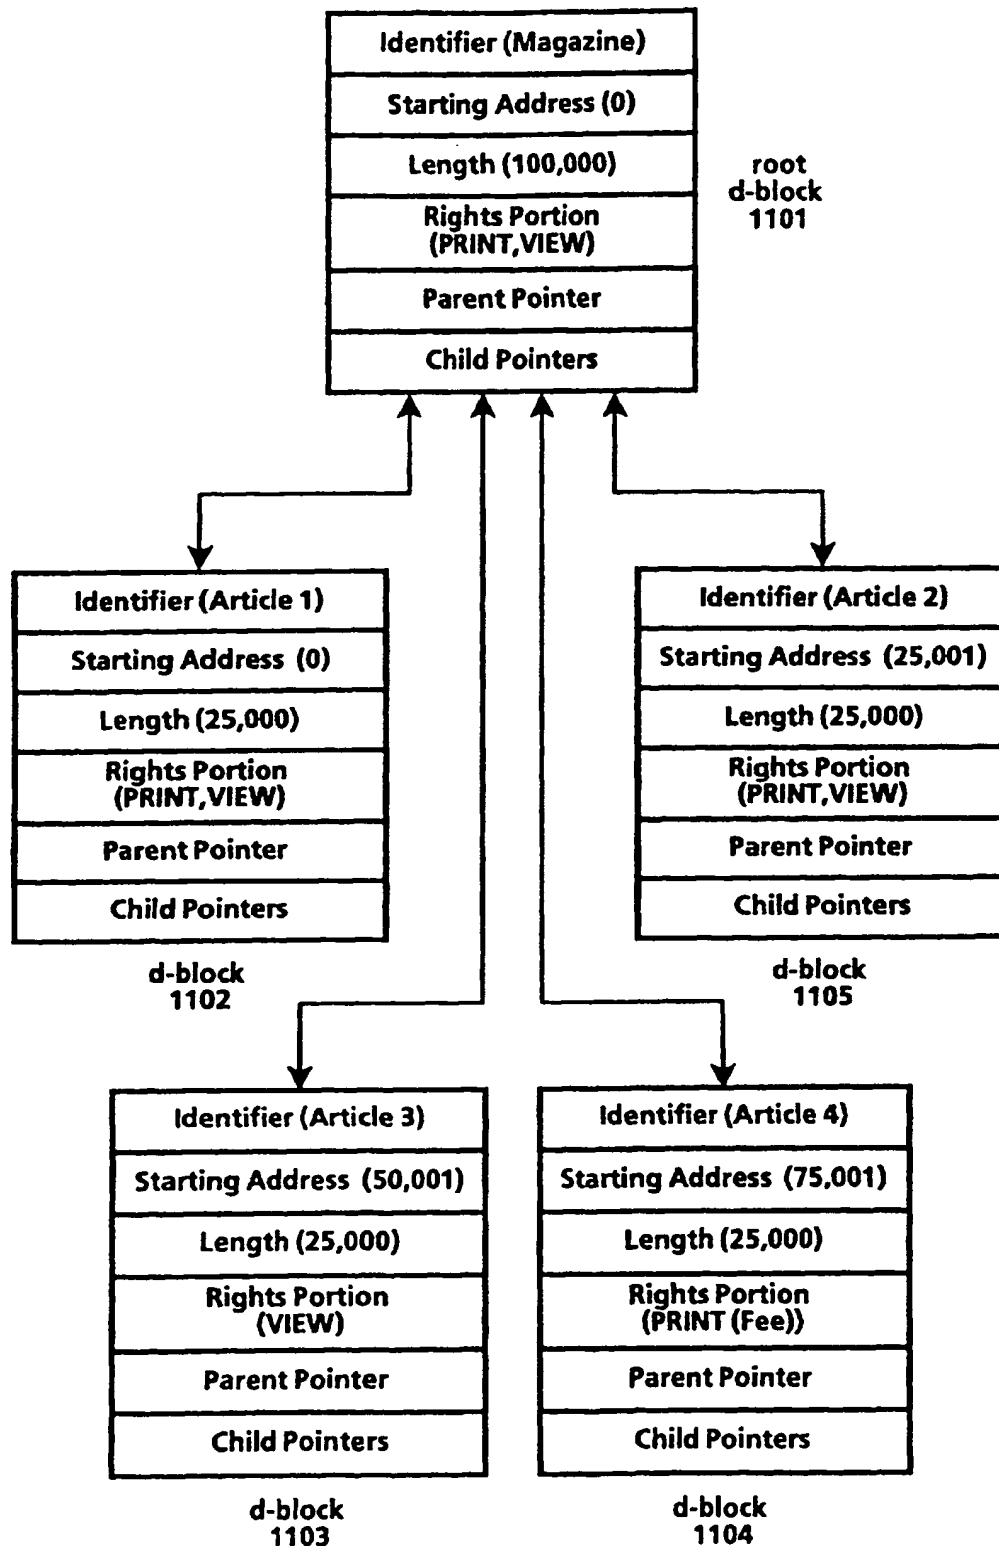 Identifier (Magazine)
Starting Address (0)
Length (100,000)
Rights Portion
(PRINT,VIEW)
Parent Pointer
Child Pointers
root
d-block
1101
Identifier (Article 1)
Starting Address (0)
Length (25,000)
Rights Portion
(PRINT,VIEW)
Parent Pointer
Child Pointers
d-block
1102
Identifier (Article 2)
Starting Address (25,001)
Length (25,000)
Rights Portion
(PRINT,VIEW)
Parent Pointer
Child Pointers
d-block
1105
Identifier (Article 3)
Starting Address (50,001)
Length (25,000)
Rights Portion
(VIEW)
Parent Pointer
Child Pointers
d-block
1103
Identifier (Article 4)
Starting Address (75,001)
Length (25,000)
Rights Portion
(PRINT (Fee))
Parent Pointer
Child Pointers
d-block
1104